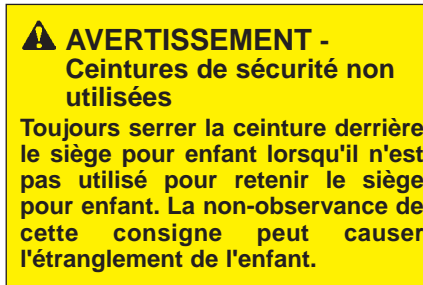 AVERTISSEMENT -
Ceintures de sécurité non
utilisées
Toujours serrer la ceinture derrière
le siège pour enfant lorsqu'il n'est
pas utilisé pour retenir le siège
pour enfant. La non-observance de
cette consigne peut causer
l'étranglement de l'enfant.